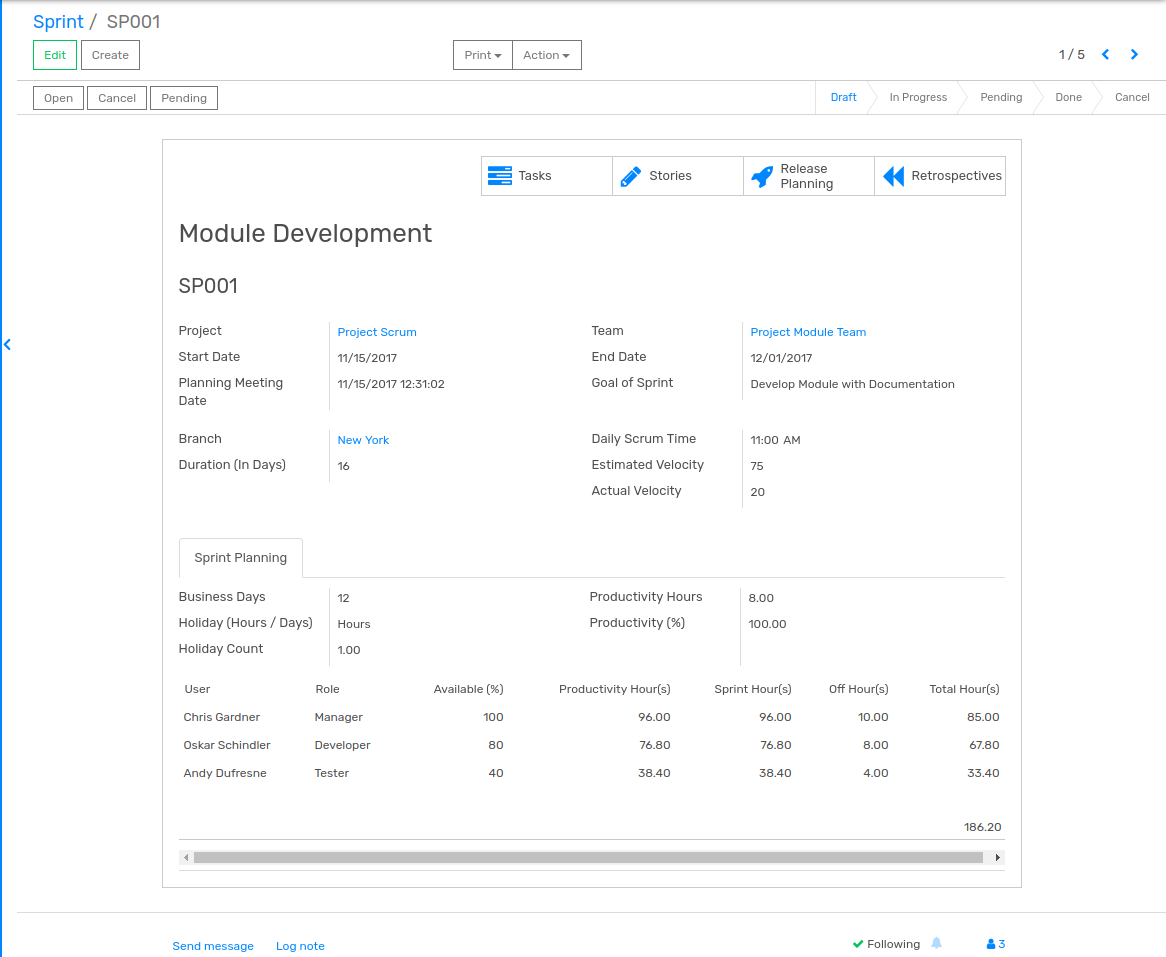 Sprint / SP001
Edit Create Print Action 1 / 5
Open Cancel Pending Draft In Progress Pending Done Cancel
Tasks Stories Release Planning Retrospectives
Module Development
SP001
Project Project Scrum Team Project Module Team
Start Date 11/15/2017 End Date 12/01/2017
Planning Meeting Date 11/15/2017 12:31:02 Goal of Sprint Develop Module with Documentation
Branch New York Daily Scrum Time 11:00 AM
Duration (In Days) 16 Estimated Velocity 75
Actual Velocity 20
Sprint Planning
Business Days 12 Productivity Hours 8.00
Holiday (Hours / Days) Hours Productivity (%) 100.00
Holiday Count 1.00
User Role Available (%) Productivity Hour(s) Sprint Hour(s) Off Hour(s) Total Hour(s)
Chris Gardner Manager 100 96.00 96.00 10.00 85.00
Oskar Schindler Developer 80 76.80 76.80 8.00 67.80
Andy Dufresne Tester 40 38.40 38.40 4.00 33.40
186.20
Send message Log note Following 3